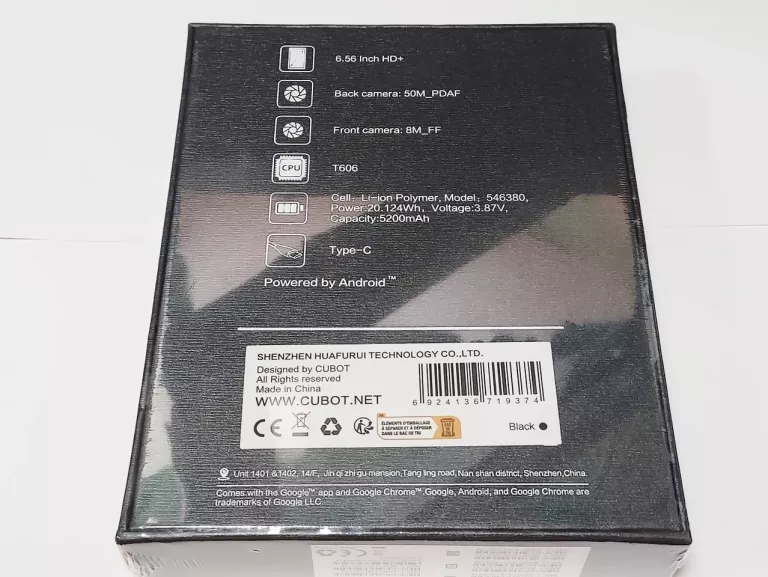 6.56 Inch HD+
Back camera: 50M_PDAF
Front camera: 8M_FF
CPU
T606
Cell: Li-ion Polymer, Model: 546380,
Power:20.124Wh, Voltage:3.87V,
Capacity:5200mAh
Type-C
Powered by Android™
SHENZHEN HUAFURUI TECHNOLOGY CO.,LTD.
Designed by CUBOT
All Rights reserved
Made in China
WWW.CUBOT.NET
6 924136 719374
CE
ÉLÉMENTS D'EMBALLAGE
À SÉPARER ET À DÉPOSER
DANS LE BAC DE TRI
Black
Unit 1401 &1402, 14/F, Jin qi zhi gu mansion,Tang ling road, Nan shan district, Shenzhen,China.
Comes with the Google™ app and Google Chrome™.Google, Android, and Google Chrome are
trademarks of Google LLC.